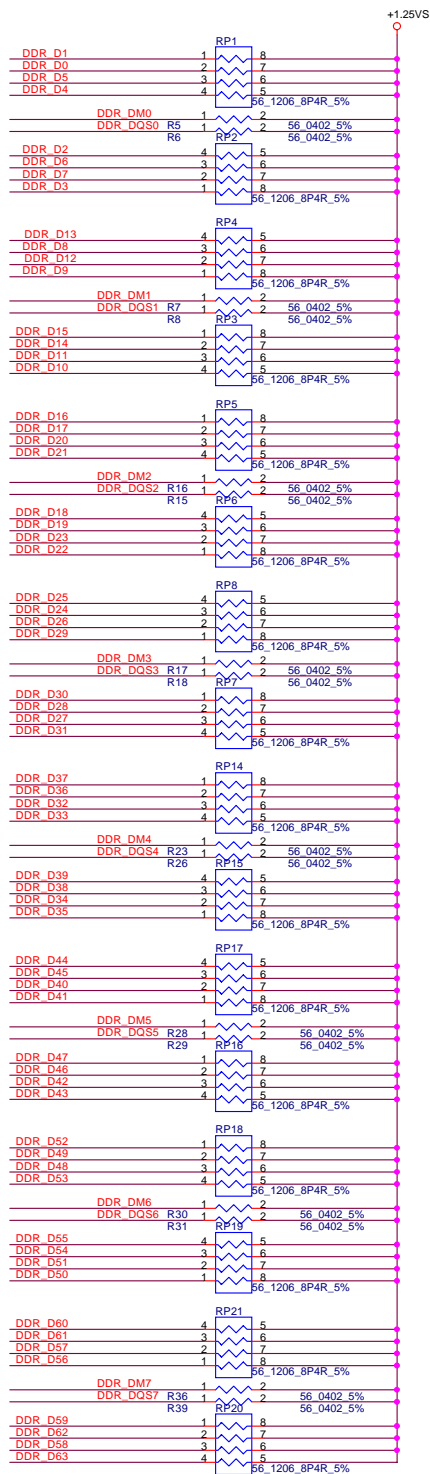 +1.25VS
RP1
DDR_D1 1 8
DDR_D0 2 7
DDR_D5 3 6
DDR_D4 4 5
56_1206_8P4R_5%
DDR_DM0 1 2
DDR_DQS0 R5 1 2 56_0402_5%
R6 56_0402_5%
RP2
DDR_D2 4 5
DDR_D6 3 6
DDR_D7 2 7
DDR_D3 1 8
56_1206_8P4R_5%
RP4
DDR_D13 4 5
DDR_D8 3 6
DDR_D12 2 7
DDR_D9 1 8
56_1206_8P4R_5%
DDR_DM1 1 2
DDR_DQS1 R7 1 2 56_0402_5%
R8 56_0402_5%
RP3
DDR_D15 1 8
DDR_D14 2 7
DDR_D11 3 6
DDR_D10 4 5
56_1206_8P4R_5%
RP5
DDR_D16 1 8
DDR_D17 2 7
DDR_D20 3 6
DDR_D21 4 5
56_1206_8P4R_5%
DDR_DM2 1 2
DDR_DQS2 R16 1 2 56_0402_5%
R15 56_0402_5%
RP6
DDR_D18 4 5
DDR_D19 3 6
DDR_D23 2 7
DDR_D22 1 8
56_1206_8P4R_5%
RP8
DDR_D25 4 5
DDR_D24 3 6
DDR_D26 2 7
DDR_D29 1 8
56_1206_8P4R_5%
DDR_DM3 1 2
DDR_DQS3 R17 1 2 56_0402_5%
R18 56_0402_5%
RP7
DDR_D30 1 8
DDR_D28 2 7
DDR_D27 3 6
DDR_D31 4 5
56_1206_8P4R_5%
RP14
DDR_D37 1 8
DDR_D36 2 7
DDR_D32 3 6
DDR_D33 4 5
56_1206_8P4R_5%
DDR_DM4 1 2
DDR_DQS4 R23 1 2 56_0402_5%
R26 56_0402_5%
RP15
DDR_D39 4 5
DDR_D38 3 6
DDR_D34 2 7
DDR_D35 1 8
56_1206_8P4R_5%
RP17
DDR_D44 4 5
DDR_D45 3 6
DDR_D40 2 7
DDR_D41 1 8
56_1206_8P4R_5%
DDR_DM5 1 2
DDR_DQS5 R28 1 2 56_0402_5%
R29 56_0402_5%
RP16
DDR_D47 1 8
DDR_D46 2 7
DDR_D42 3 6
DDR_D43 4 5
56_1206_8P4R_5%
RP18
DDR_D52 1 8
DDR_D49 2 7
DDR_D48 3 6
DDR_D53 4 5
56_1206_8P4R_5%
DDR_DM6 1 2
DDR_DQS6 R30 1 2 56_0402_5%
R31 56_0402_5%
RP19
DDR_D55 4 5
DDR_D54 3 6
DDR_D51 2 7
DDR_D50 1 8
56_1206_8P4R_5%
RP21
DDR_D60 4 5
DDR_D61 3 6
DDR_D57 2 7
DDR_D56 1 8
56_1206_8P4R_5%
DDR_DM7 1 2
DDR_DQS7 R36 1 2 56_0402_5%
R39 56_0402_5%
RP20
DDR_D59 1 8
DDR_D62 2 7
DDR_D58 3 6
DDR_D63 4 5
56_1206_8P4R_5%